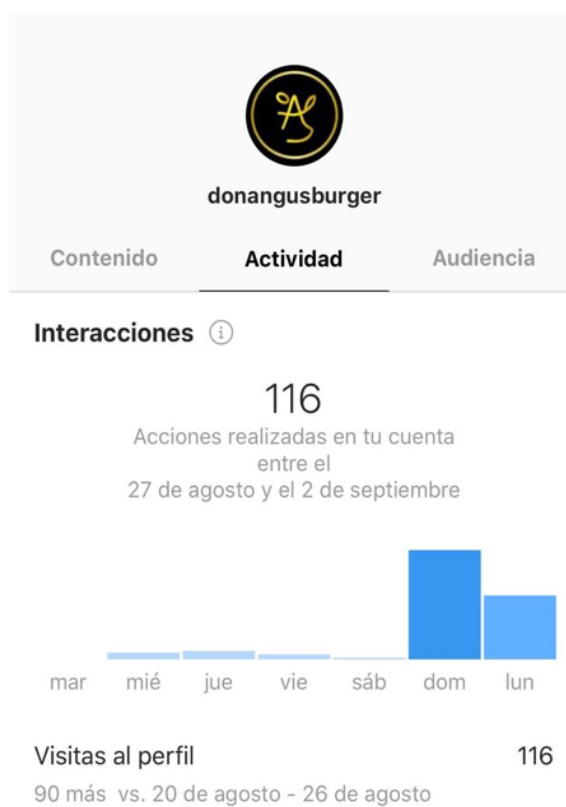 donangusburger
Contenido Actividad Audiencia
Interacciones
116
Acciones realizadas en tu cuenta
entre el
27 de agosto y el 2 de septiembre
mar mié jue vie sáb dom lun
Visitas al perfil 116
90 más vs. 20 de agosto - 26 de agosto